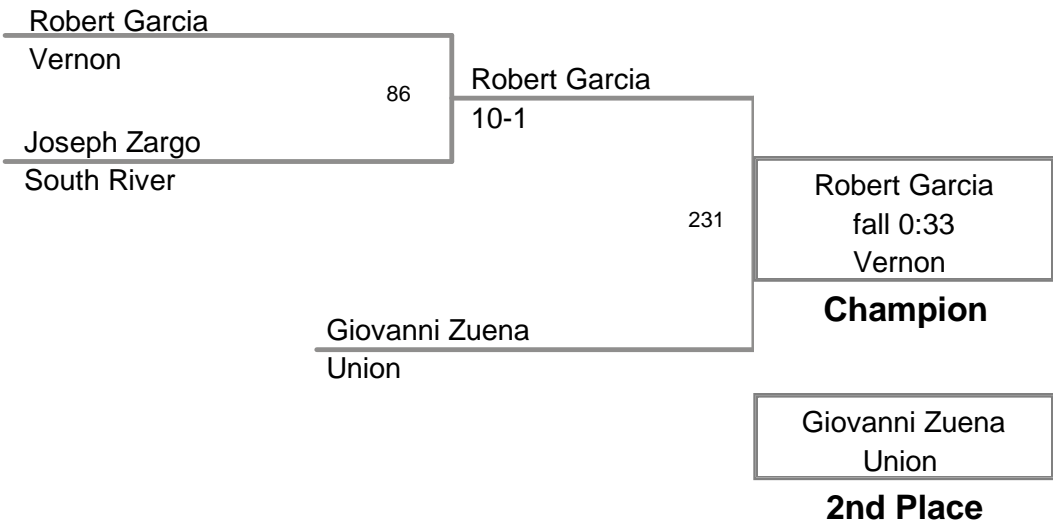 Robert Garcia
Vernon
86
Robert Garcia
10-1
Joseph Zargo
South River
231
Robert Garcia
fall 0:33
Vernon
Champion
Giovanni Zuena
Union
Giovanni Zuena
Union
2nd Place